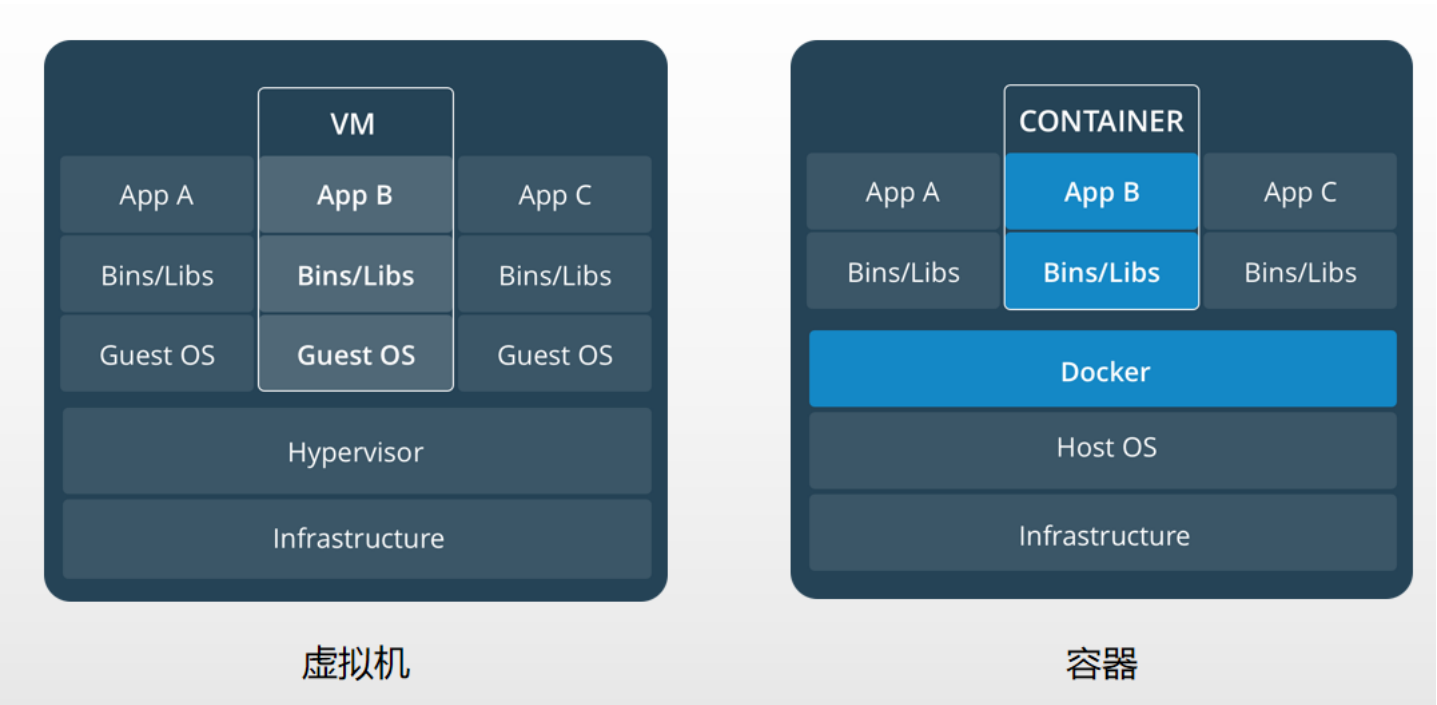 VM
App A
App B
App C
Bins/Libs
Bins/Libs
Bins/Libs
Guest OS
Guest OS
Guest OS
Hypervisor
Infrastructure
虚拟机
CONTAINER
App A
App B
App C
Bins/Libs
Bins/Libs
Bins/Libs
Docker
Host OS
Infrastructure
容器